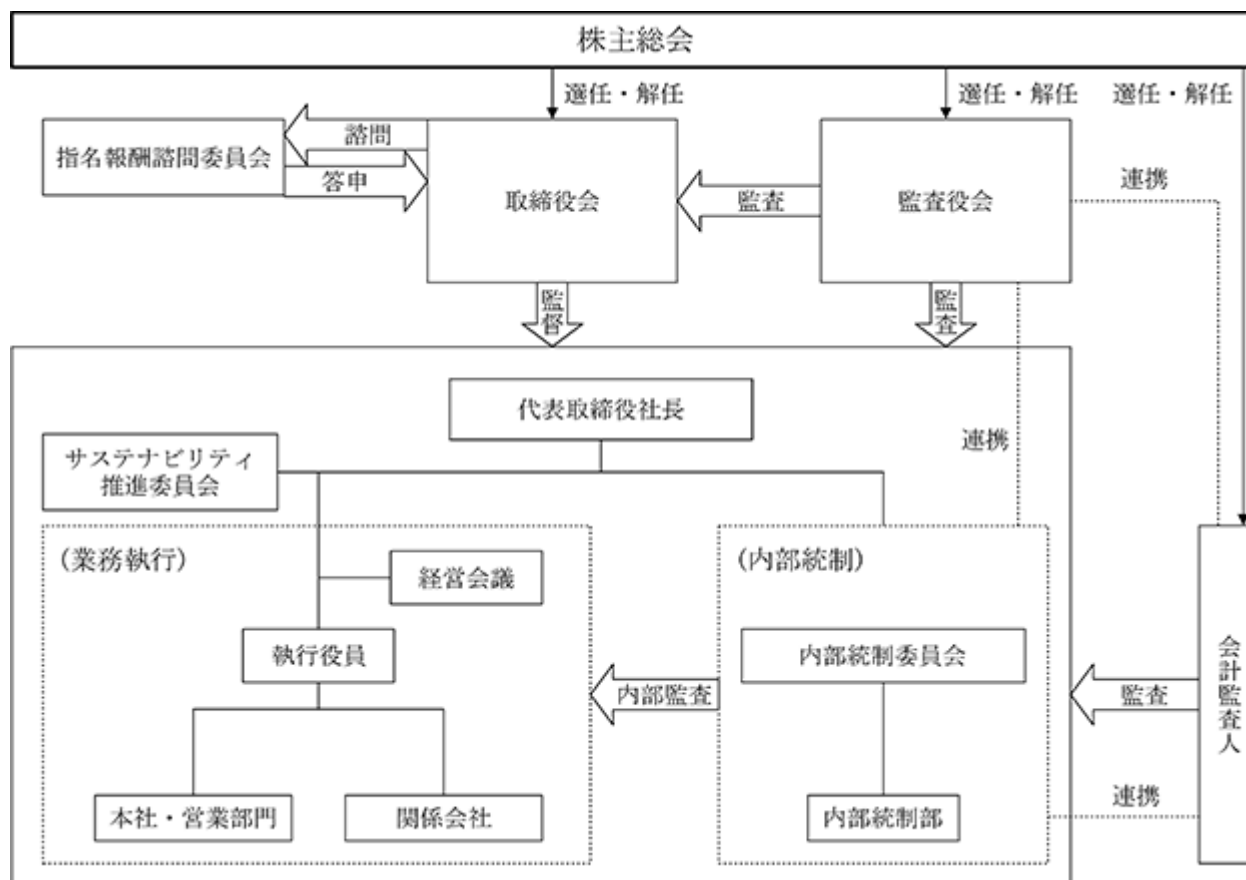 株主総会
選任・解任
選任・解任
選任・解任
指名報酬諮問委員会
諮問
答申
取締役会
監査
監査役会
連携
監督
監査
代表取締役社長
連携
サステナビリティ
推進委員会
(業務執行)
経営会議
執行役員
本社・営業部門
関係会社
内部監査
(内部統制)
内部統制委員会
内部統制部
監査
連携
会計監査人